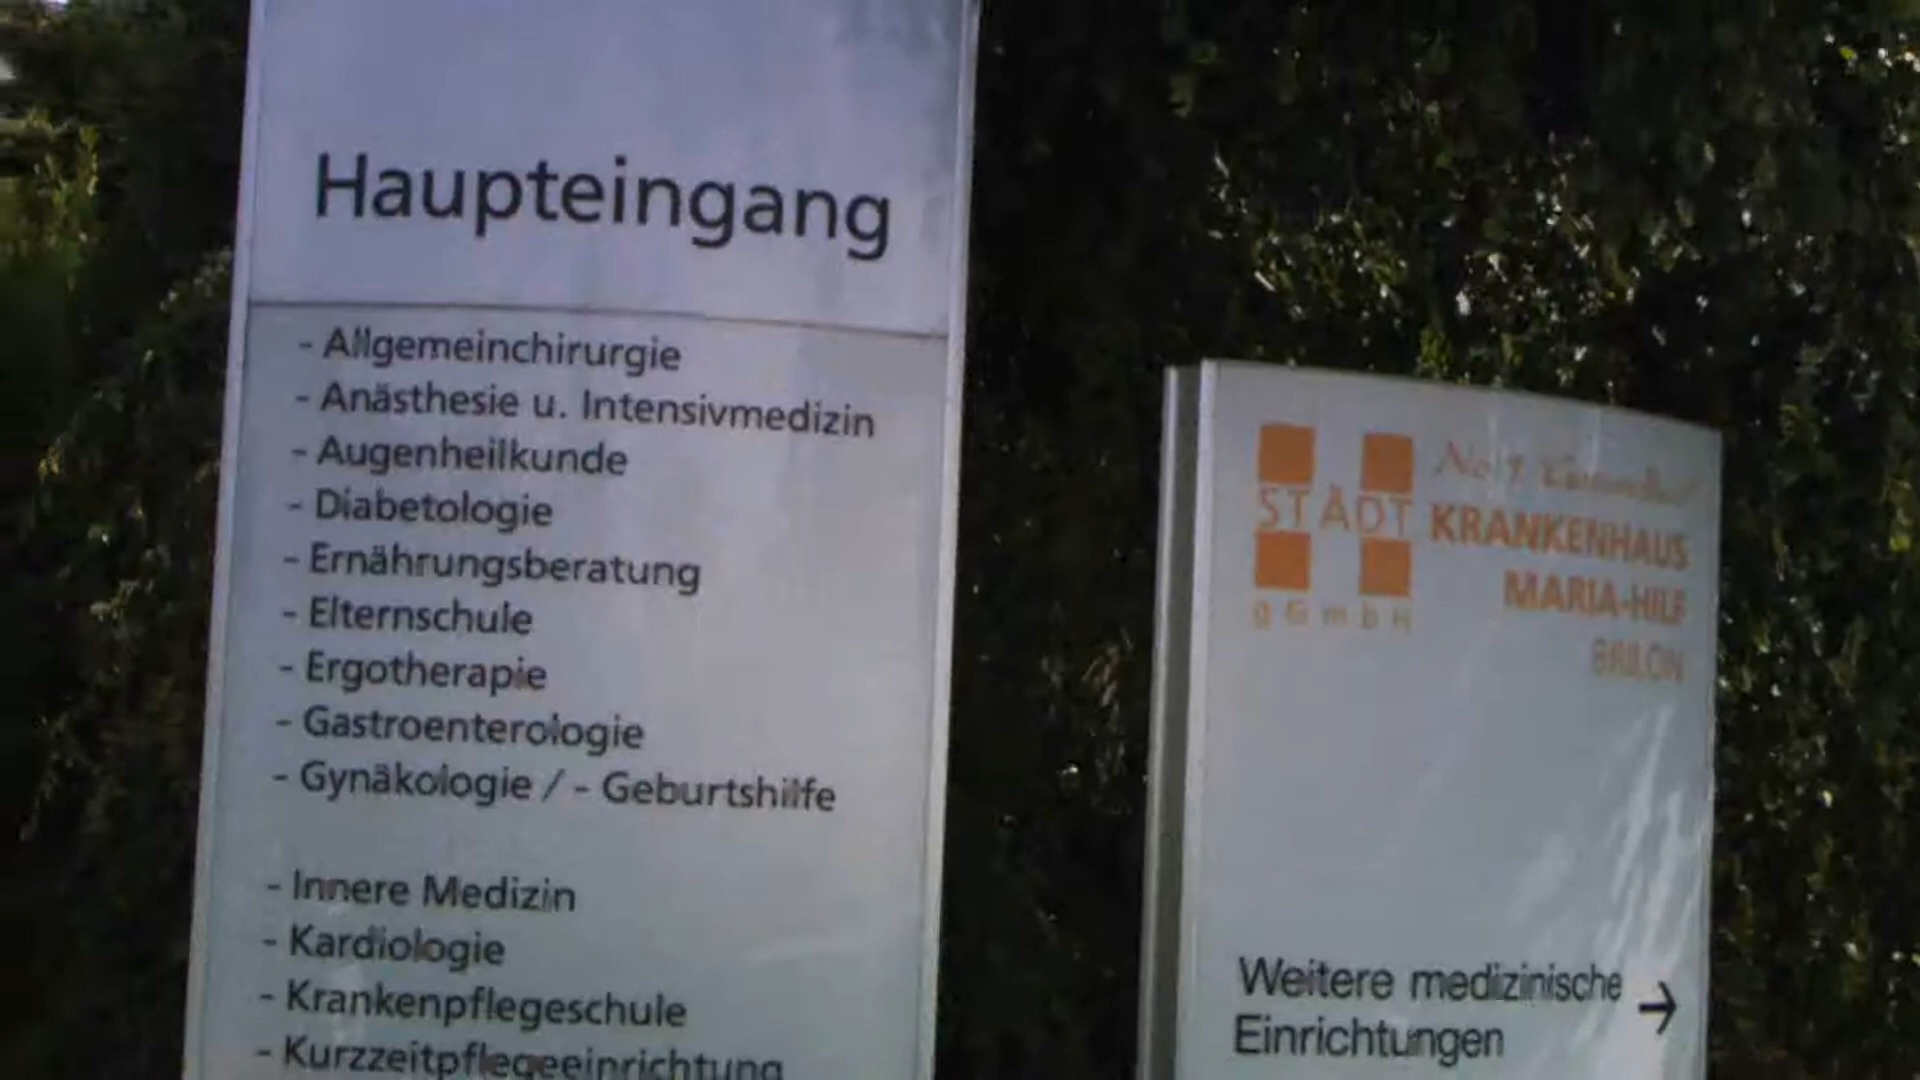 Haupteingang
- Allgemeinchirurgie
- Anästhesie u. Intensivmedizin
- Augenheilkunde
- Diabetologie
- Ernährungsberatung
- Elternschule
- Ergotherapie
- Gastroenterologie
- Gynäkologie / - Geburtshilfe
- Innere Medizin
- Kardiologie
- Krankenpflegeschule
- Kurzzeitpflegeeinrichtung
STÄDT KRANKENHAUS
MARIA-HILF
gGmbH
BRILON
Weitere medizinische →
Einrichtungen